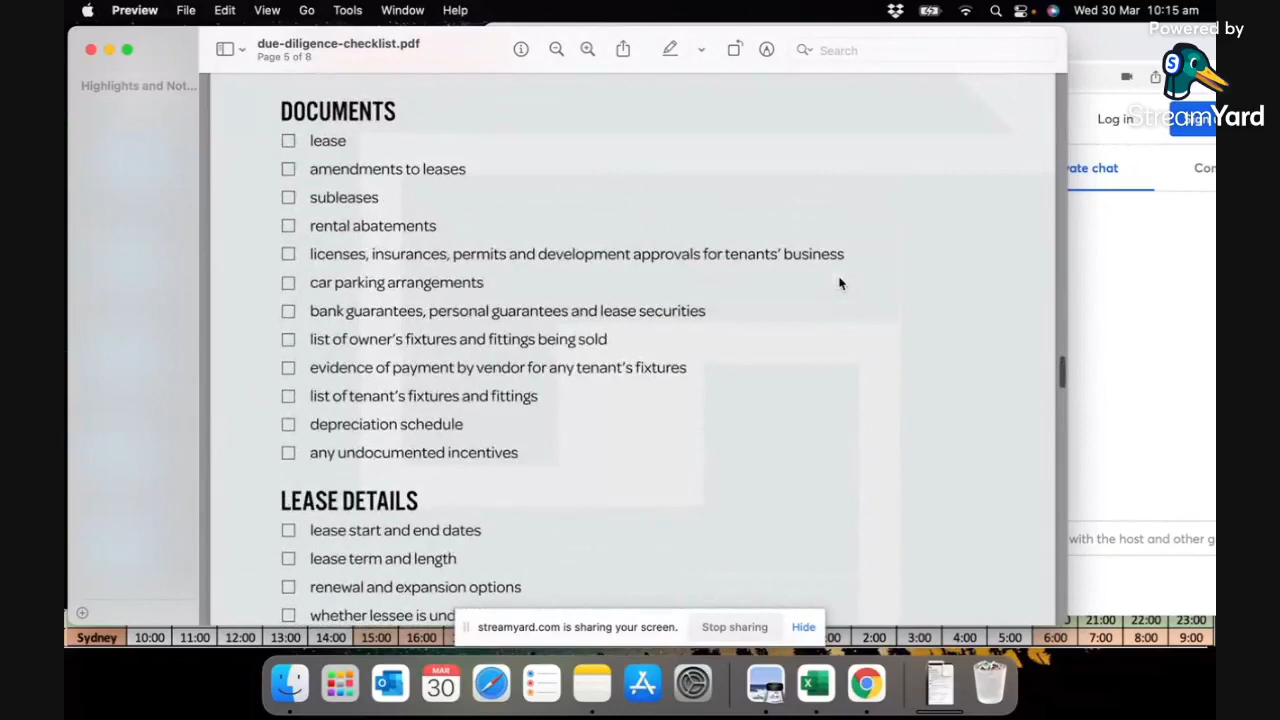 Preview File Edit View Go Tools Window Help Wed 30 Mar 10:15 am
Powered by
StreamYard
due-diligence-checklist.pdf
Page 5 of 8
Search
Highlights and Not...
Log in
ate chat
DOCUMENTS
lease
amendments to leases
subleases
rental abatements
licenses, insurances, permits and development approvals for tenants' business
car parking arrangements
bank guarantees, personal guarantees and lease securities
list of owner's fixtures and fittings being sold
evidence of payment by vendor for any tenant's fixtures
list of tenant's fixtures and fittings
depreciation schedule
any undocumented incentives
LEASE DETAILS
lease start and end dates
lease term and length
renewal and expansion options
whether lessee is und
with the host and other g
streamyard.com is sharing your screen. Stop sharing Hide
21:00 22:00 23:00
Sydney 10:00 11:00 12:00 13:00 14:00 15:00 16:00 :00 2:00 3:00 4:00 5:00 6:00 7:00 8:00 9:00
MAR
30